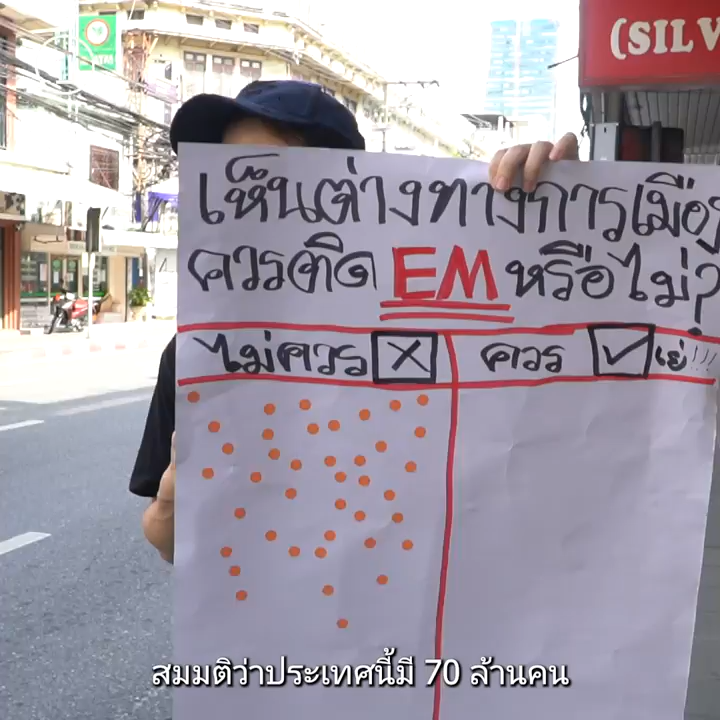 (SILV
เห็นต่างทางการเมือง
ควรติด EM หรือไม่?
ไม่ควร ควร เย่!!!
สมมติว่าประเทศนี้มี 70 ล้านคน